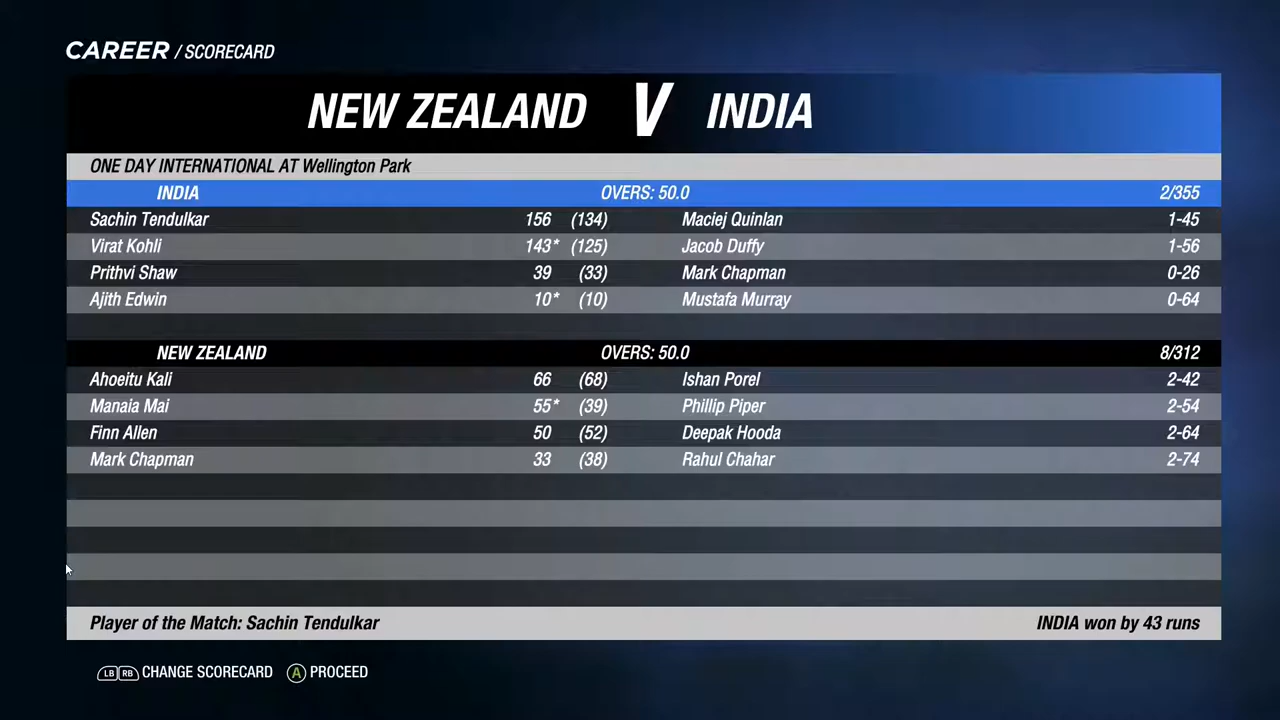 CAREER / SCORECARD
NEW ZEALAND V INDIA
ONE DAY INTERNATIONAL AT Wellington Park
INDIA OVERS: 50.0 2/355
Sachin Tendulkar 156 (134) Maciej Quinlan 1-45
Virat Kohli 143* (125) Jacob Duffy 1-56
Prithvi Shaw 39 (33) Mark Chapman 0-26
Ajith Edwin 10* (10) Mustafa Murray 0-64
NEW ZEALAND OVERS: 50.0 8/312
Ahoeitu Kali 66 (68) Ishan Porel 2-42
Manaia Mai 55* (39) Phillip Piper 2-54
Finn Allen 50 (52) Deepak Hooda 2-64
Mark Chapman 33 (38) Rahul Chahar 2-74
Player of the Match: Sachin Tendulkar INDIA won by 43 runs
LB RB CHANGE SCORECARD A PROCEED